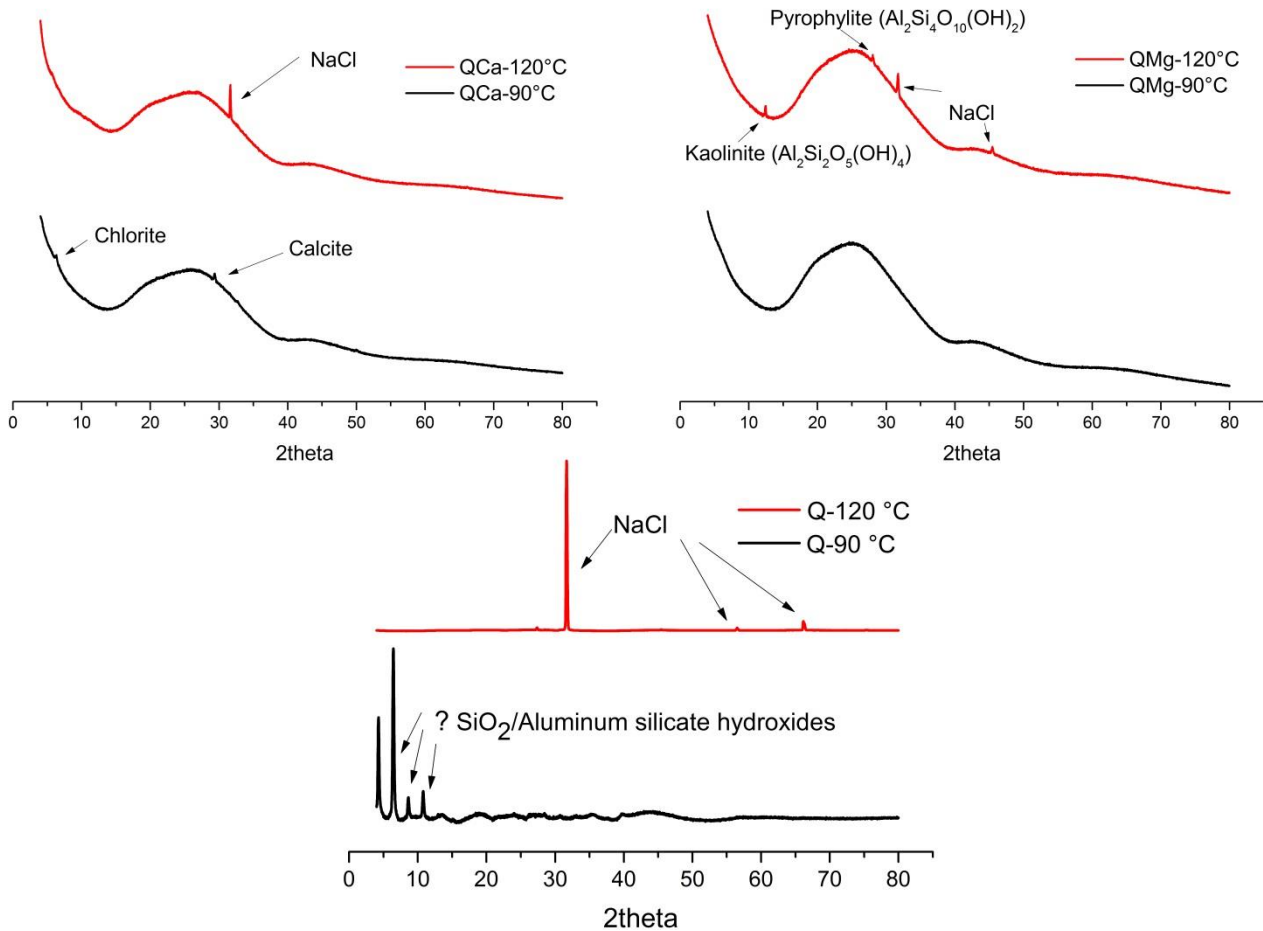 NaCl
QCa-120°C
QCa-90°C
Chlorite
Calcite
0 10 20 30 40 50 60 70 80
2theta
Pyrophylite (Al2Si4O10(OH)2)
QMg-120°C
QMg-90°C
NaCl
Kaolinite (Al2Si2O5(OH)4)
0 10 20 30 40 50 60 70 80
2theta
NaCl
Q-120 °C
Q-90 °C
? SiO2/Aluminum silicate hydroxides
0 10 20 30 40 50 60 70 80
2theta